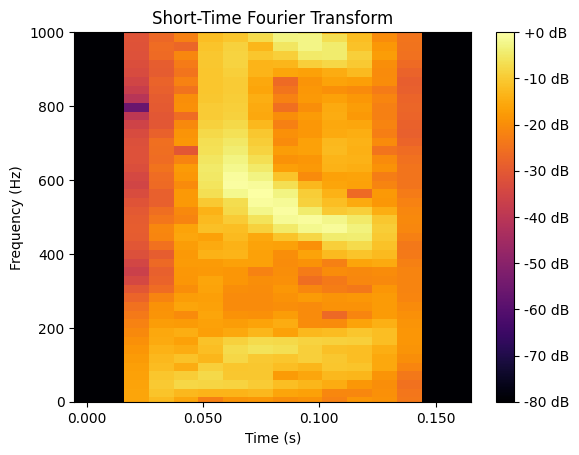 Short-Time Fourier Transform
1000
800
600
400
200
0
Frequency (Hz)
0.000
0.050
0.100
0.150
Time (s)
+0 dB
-10 dB
-20 dB
-30 dB
-40 dB
-50 dB
-60 dB
-70 dB
-80 dB